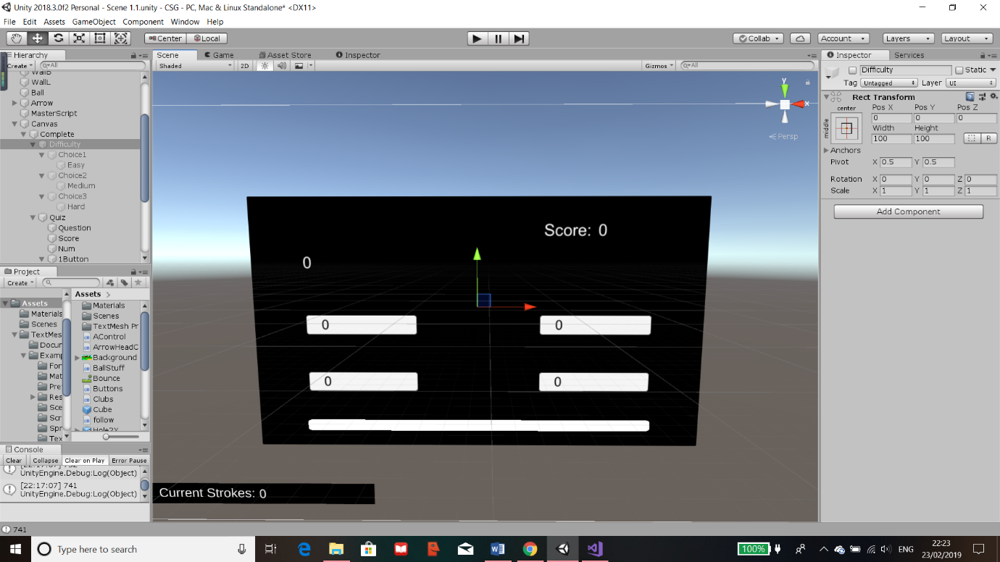 Unity 2018.3.0f2 Personal - Scene 1.1.unity - CSG - PC, Mac & Linux Standalone* <DX11>
File Edit Assets GameObject Component Window Help
Center Local Collab Account Layers Layout
Hierarchy
Create All
WallB
WallL
Ball
Arrow
MasterScript
Canvas
Complete
Difficulty
Choice1
Easy
Choice2
Medium
Choice3
Hard
Quiz
Question
Score
Num
1Button
Project
Create
Assets
Materials
Scenes
TextMes
Docu
Examp
For
Mat
Pre
Res
Sce
Scr
Spr
Tex
Assets
Materials
Scenes
TextMesh Pr
AControl
ArrowHeadC
Background
BallStuff
Bounce
Buttons
Clubs
Cube
follow
Hole2X
Console
Clear Collapse Clear on Play Error Pause
[22:17:07] 732
UnityEngine.Debug:Log(Object)
[22:17:07] 741
UnityEngine.Debug:Log(Object)
741
Scene Game Asset Store Inspector
Shaded 2D Gizmos All
y
x
Persp
Score: 0
0
0 0
0 0
Current Strokes: 0
Inspector Services
Difficulty Static
Tag Untagged Layer UI
Rect Transform
center Pos X Pos Y Pos Z
middle 0 0 0
Width Height
100 100 R
Anchors
Pivot X 0.5 Y 0.5
Rotation X 0 Y 0 Z 0
Scale X 1 Y 1 Z 1
Add Component
Type here to search
100% ENG 22:23
23/02/2019